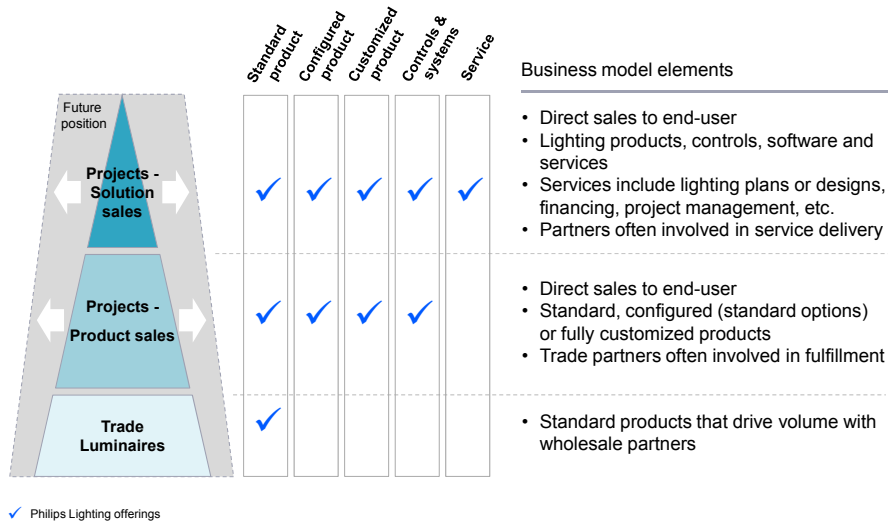 Standard
product
Configured
product
Customized
product
Controls &
systems
Service
Business model elements
Future
position
Projects -
Solution
sales
• Direct sales to end-user
• Lighting products, controls, software and
services
• Services include lighting plans or designs,
financing, project management, etc.
• Partners often involved in service delivery
Projects -
Product sales
• Direct sales to end-user
• Standard, configured (standard options)
or fully customized products
• Trade partners often involved in fulfillment
Trade
Luminaires
• Standard products that drive volume with
wholesale partners
Philips Lighting offerings